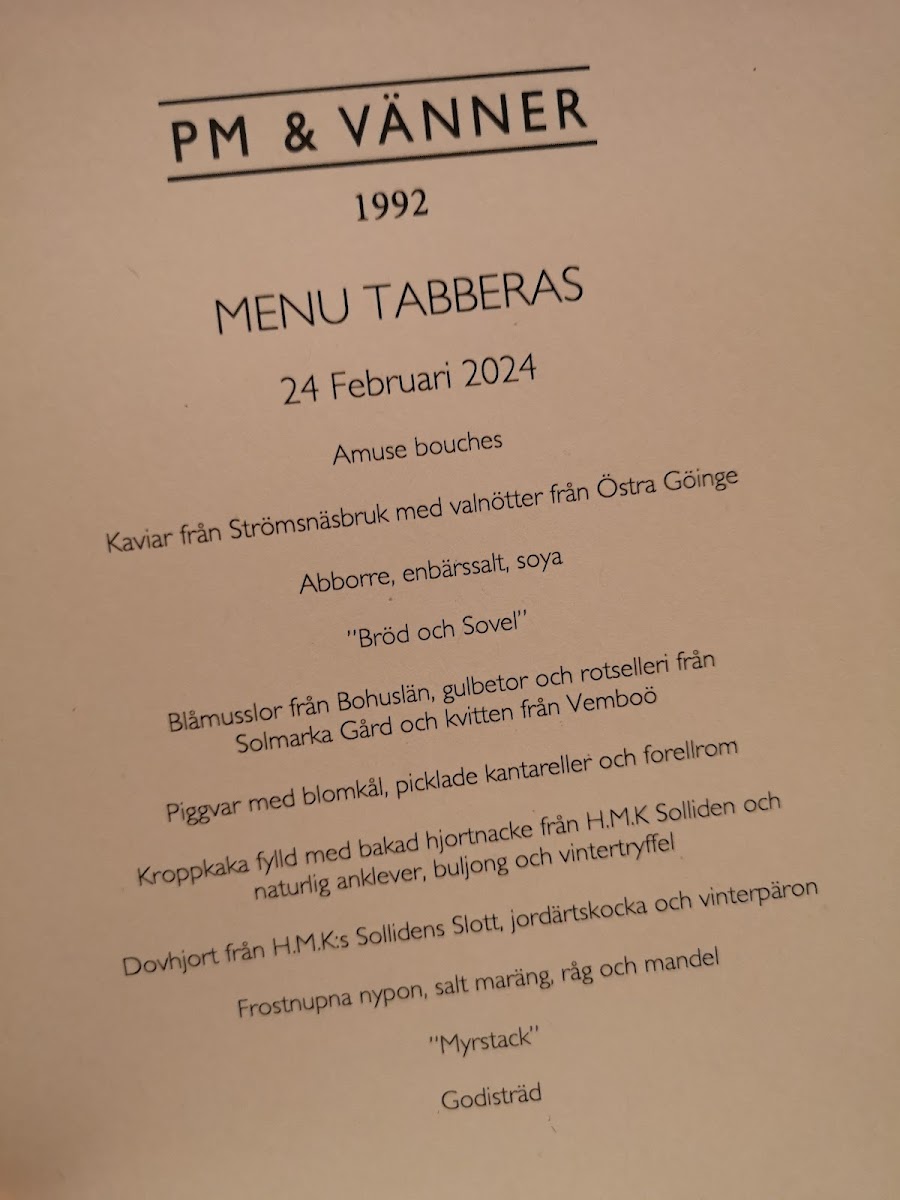 PM & VÄNNER
1992
MENU TABBERAS
24 Februari 2024
Amuse bouches
Kaviar från Strömsnäsbruk med valnötter från Östra Göinge
Abborre, enbärssalt, soya
"Bröd och Sovel"
Blåmusslor från Bohuslän, gulbetor och rotselleri från
Solmarka Gård och kvitten från Vemboö
Piggvar med blomkål, picklade kantareller och forellrom
Kroppkaka fylld med bakad hjortnacke från H.M.K Solliden och
naturlig anklever, buljong och vintertryffel
Dovhjort från H.M.K:s Sollidens Slott, jordärtskocka och vinterpäron
Frostnupna nypon, salt maräng, råg och mandel
"Myrstack"
Godisträd